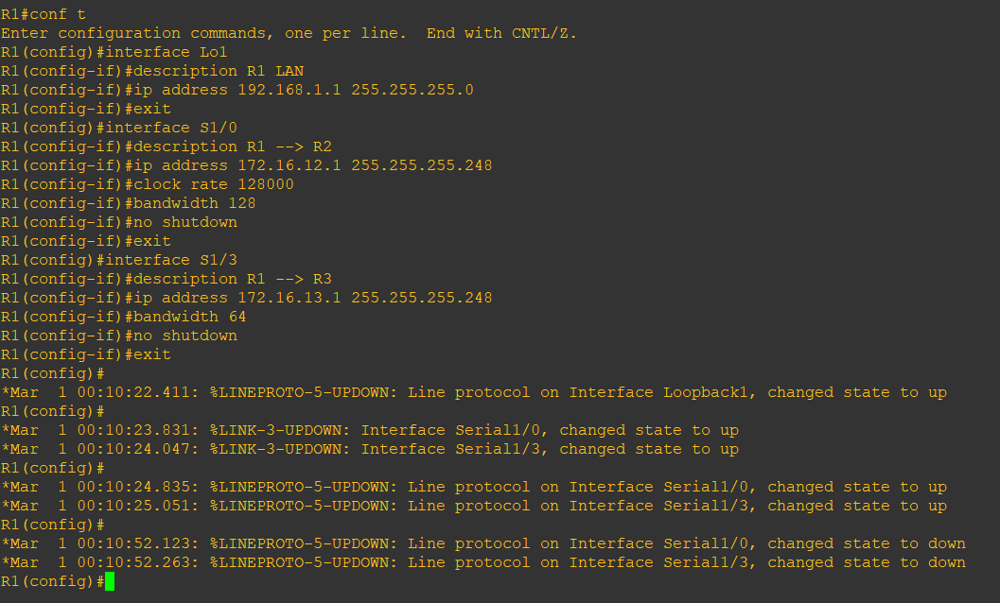 R1#conf t
Enter configuration commands, one per line.  End with CNTL/Z.
R1(config)#interface Lo1
R1(config-if)#description R1 LAN
R1(config-if)#ip address 192.168.1.1 255.255.255.0
R1(config-if)#exit
R1(config)#interface S1/0
R1(config-if)#description R1 --> R2
R1(config-if)#ip address 172.16.12.1 255.255.255.248
R1(config-if)#clock rate 128000
R1(config-if)#bandwidth 128
R1(config-if)#no shutdown
R1(config-if)#exit
R1(config)#interface S1/3
R1(config-if)#description R1 --> R3
R1(config-if)#ip address 172.16.13.1 255.255.255.248
R1(config-if)#bandwidth 64
R1(config-if)#no shutdown
R1(config-if)#exit
R1(config)#
*Mar  1 00:10:22.411: %LINEPROTO-5-UPDOWN: Line protocol on Interface Loopback1, changed state to up
R1(config)#
*Mar  1 00:10:23.831: %LINK-3-UPDOWN: Interface Serial1/0, changed state to up
*Mar  1 00:10:24.047: %LINK-3-UPDOWN: Interface Serial1/3, changed state to up
R1(config)#
*Mar  1 00:10:24.835: %LINEPROTO-5-UPDOWN: Line protocol on Interface Serial1/0, changed state to up
*Mar  1 00:10:25.051: %LINEPROTO-5-UPDOWN: Line protocol on Interface Serial1/3, changed state to up
R1(config)#
*Mar  1 00:10:52.123: %LINEPROTO-5-UPDOWN: Line protocol on Interface Serial1/0, changed state to down
*Mar  1 00:10:52.263: %LINEPROTO-5-UPDOWN: Line protocol on Interface Serial1/3, changed state to down
R1(config)#